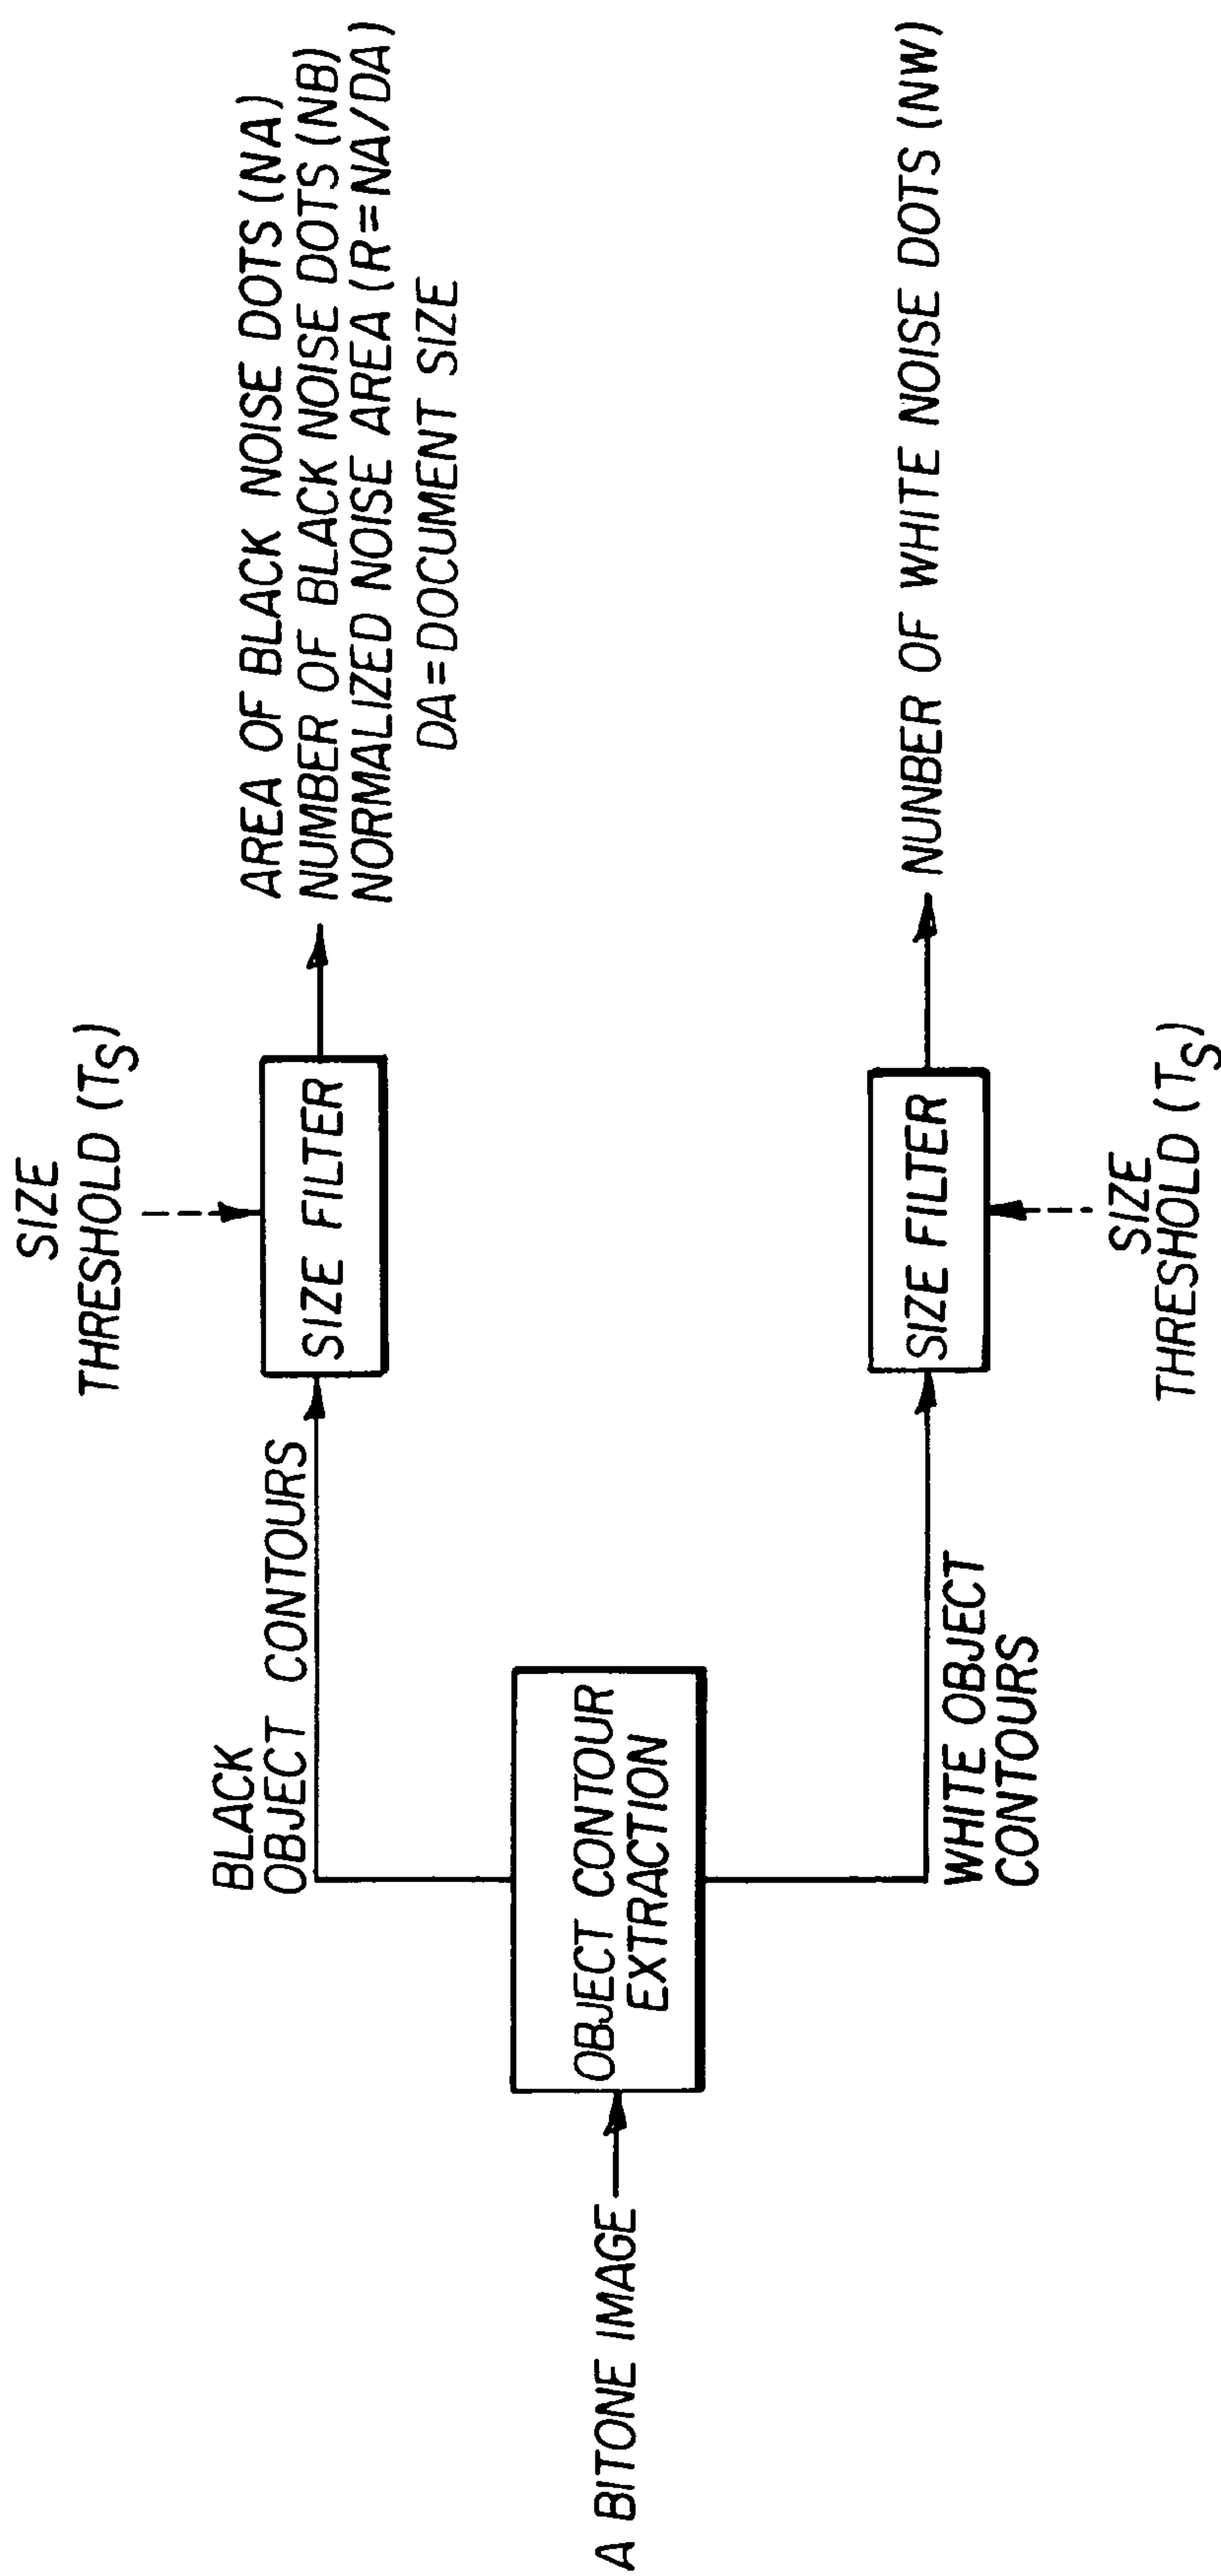 A BITONE IMAGE
OBJECT CONTOUR
EXTRACTION
BLACK
OBJECT CONTOURS
SIZE
THRESHOLD (TS)
SIZE FILTER
AREA OF BLACK NOISE DOTS (NA)
NUMBER OF BLACK NOISE DOTS (NB)
NORMALIZED NOISE AREA (R=NA/DA)
DA=DOCUMENT SIZE
WHITE OBJECT
CONTOURS
SIZE FILTER
SIZE
THRESHOLD (TS)
NUNBER OF WHITE NOISE DOTS (NW)